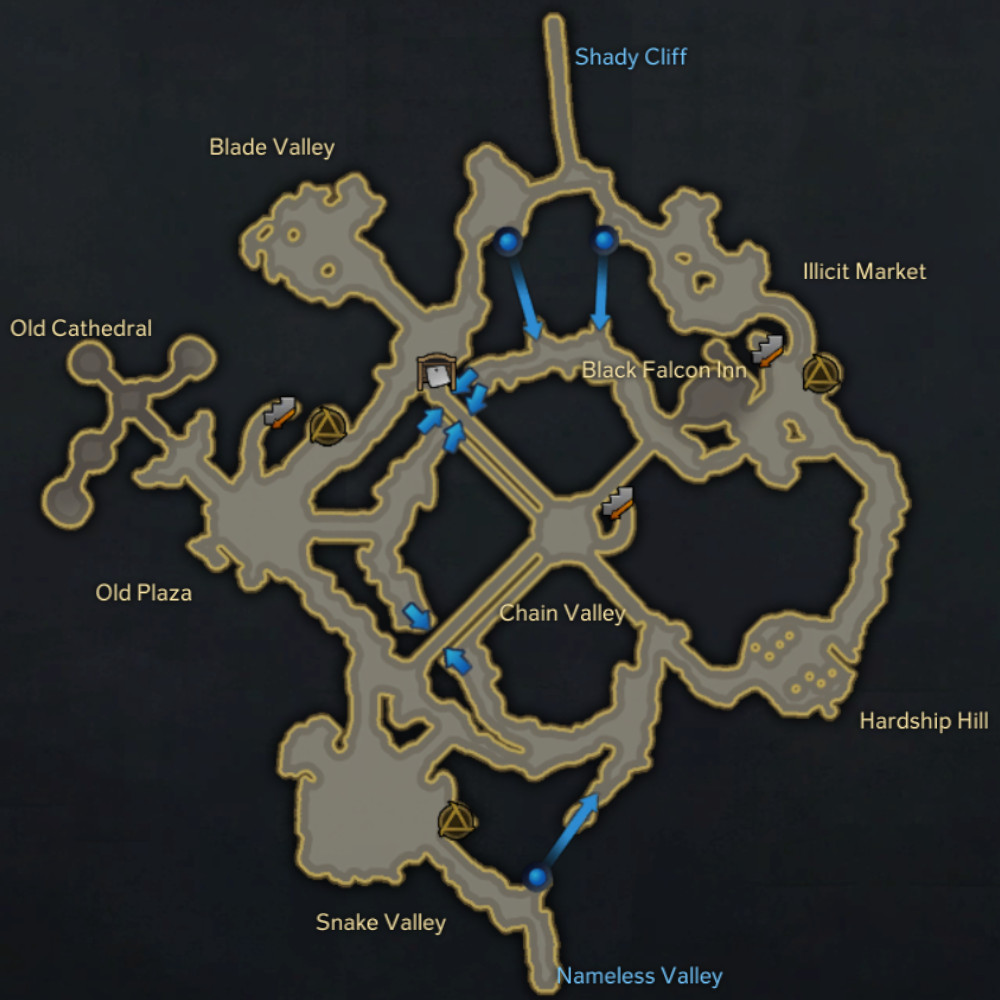 Shady Cliff
Blade Valley
Illicit Market
Old Cathedral
Black Falcon Inn
Old Plaza
Chain Valley
Hardship Hill
Snake Valley
Nameless Valley